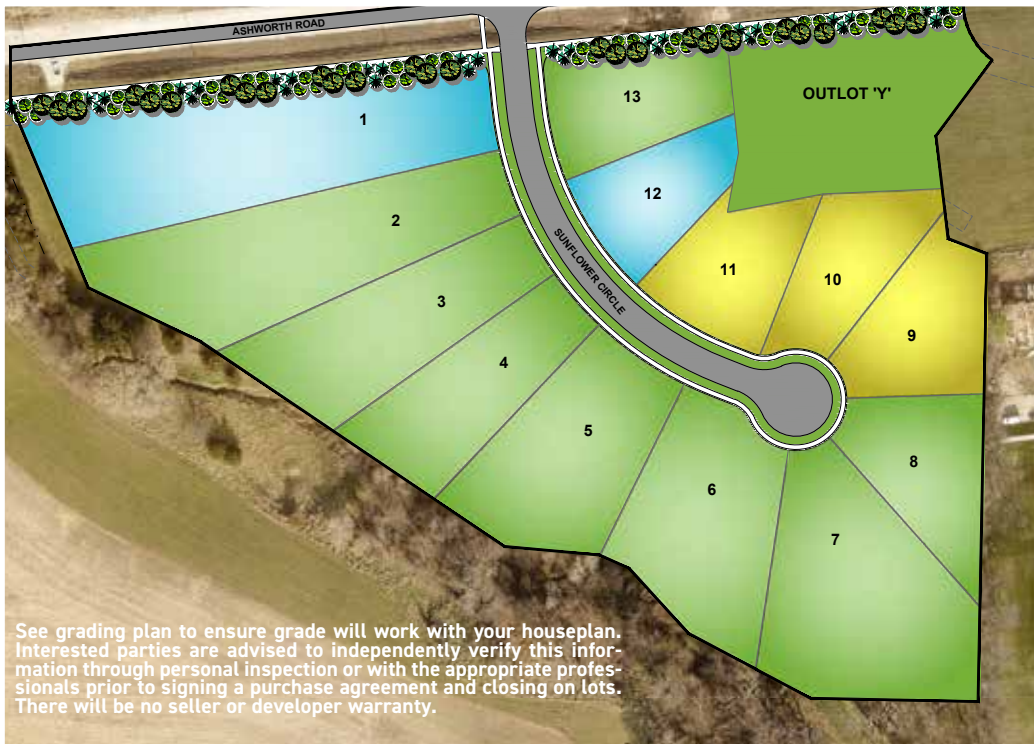 ASHWORTH ROAD
1
13
OUTLOT 'Y'
12
2
SUNFLOWER CIRCLE
11
10
3
9
4
5
8
6
7
See grading plan to ensure grade will work with your houseplan.
Interested parties are advised to independently verify this infor-
mation through personal inspection or with the appropriate profes-
sionals prior to signing a purchase agreement and closing on lots.
There will be no seller or developer warranty.